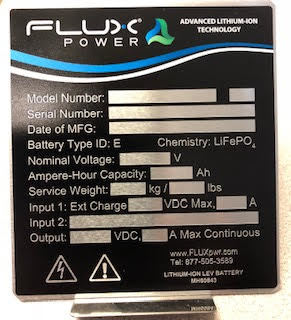 FLUX POWER
ADVANCED LITHIUM-ION
TECHNOLOGY
Model Number:
Serial Number:
Date of MFG:
Battery Type ID: E Chemistry: LiFePO₄
Nominal Voltage: V
Ampere-Hour Capacity: Ah
Service Weight: kg / lbs
Input 1: Ext Charge VDC Max, A
Input 2:
Output: VDC, A Max Continuous
www.FLUXpwr.com
Tel: 877-505-3589
LITHIUM-ION LEV BATTERY
MH60843